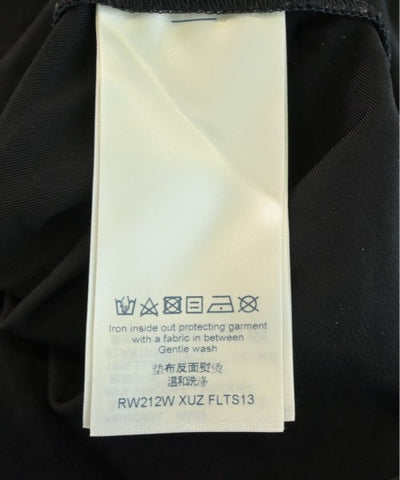 Iron inside out protecting garment
with a fabric in between
Gentle wash
垫布反面熨烫
温和洗涤
RW212W XUZ FLTS13